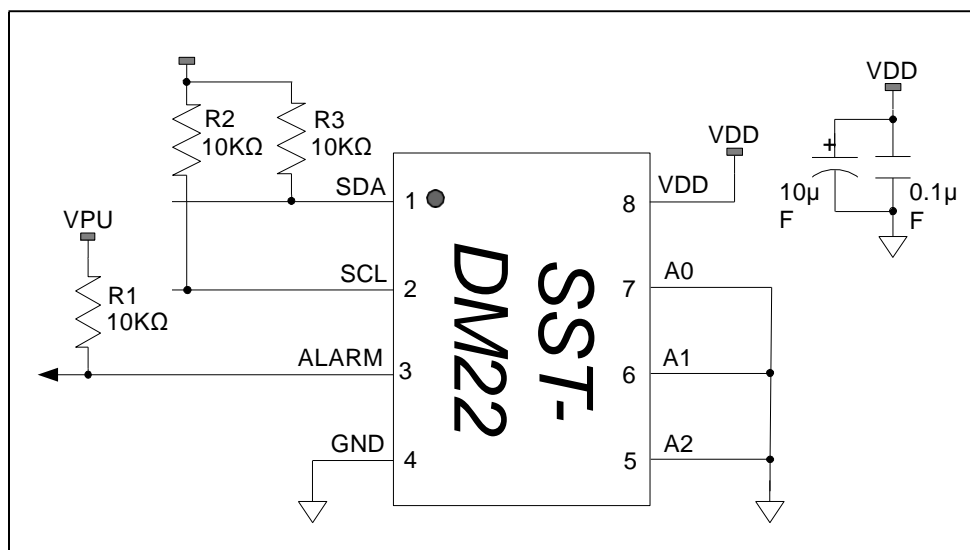 VDD
R2
10KΩ
R3
10KΩ
VDD
+
10µ
F
0.1µ
F
SDA
1
8
VDD
VPU
SCL
2
7
A0
R1
10KΩ
ALARM
3
6
A1
GND
4
5
A2
SST-
DM22